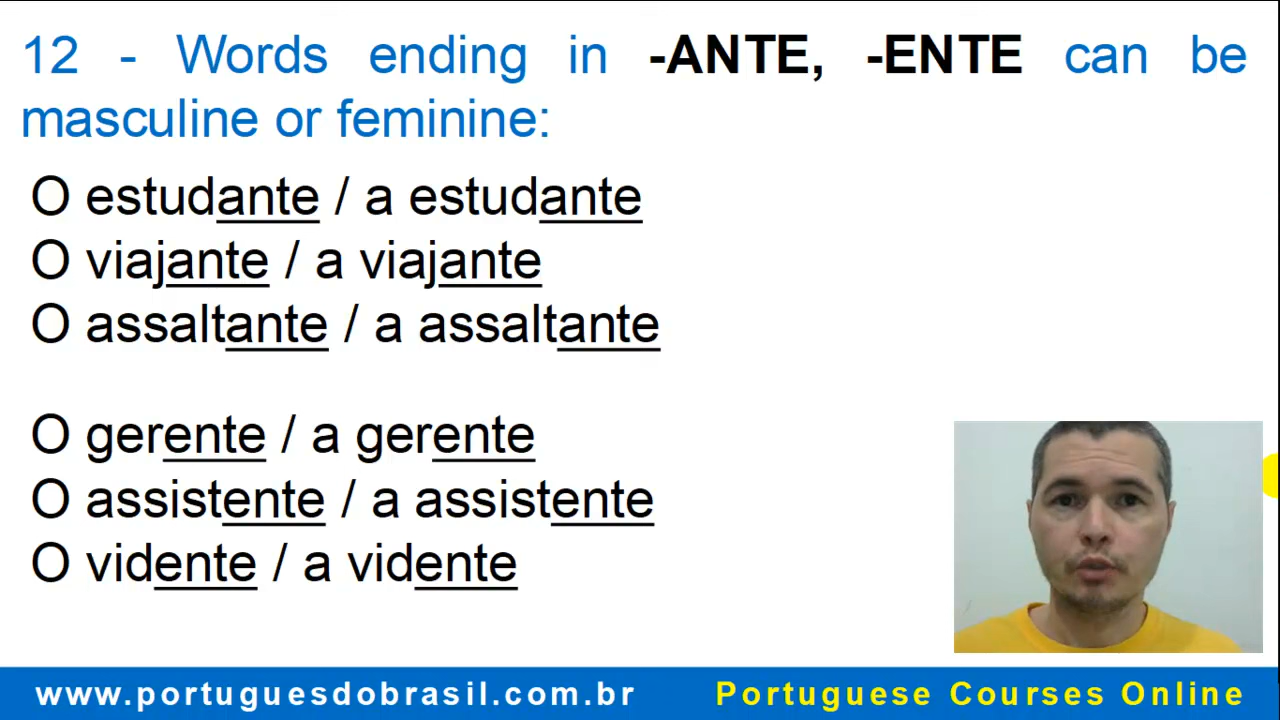 12 - Words ending in -ANTE, -ENTE can be
masculine or feminine:
O estudante / a estudante
O viajante / a viajante
O assaltante / a assaltante
O gerente / a gerente
O assistente / a assistente
O vidente / a vidente
www.portuguesdobrasil.com.br Portuguese Courses Online